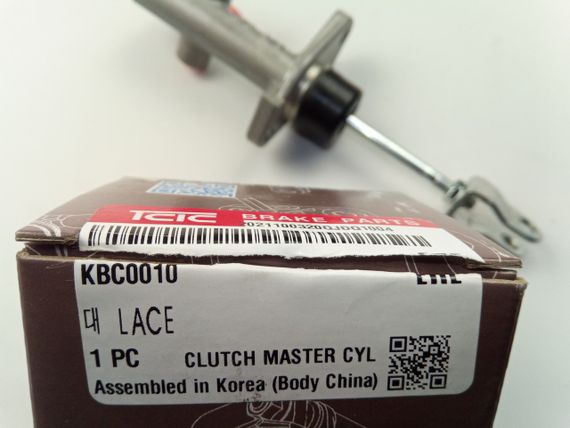 TCIC BRAKE PARTS
KBC0010
대 LACE
1 PC CLUTCH MASTER CYL
Assembled in Korea (Body China)